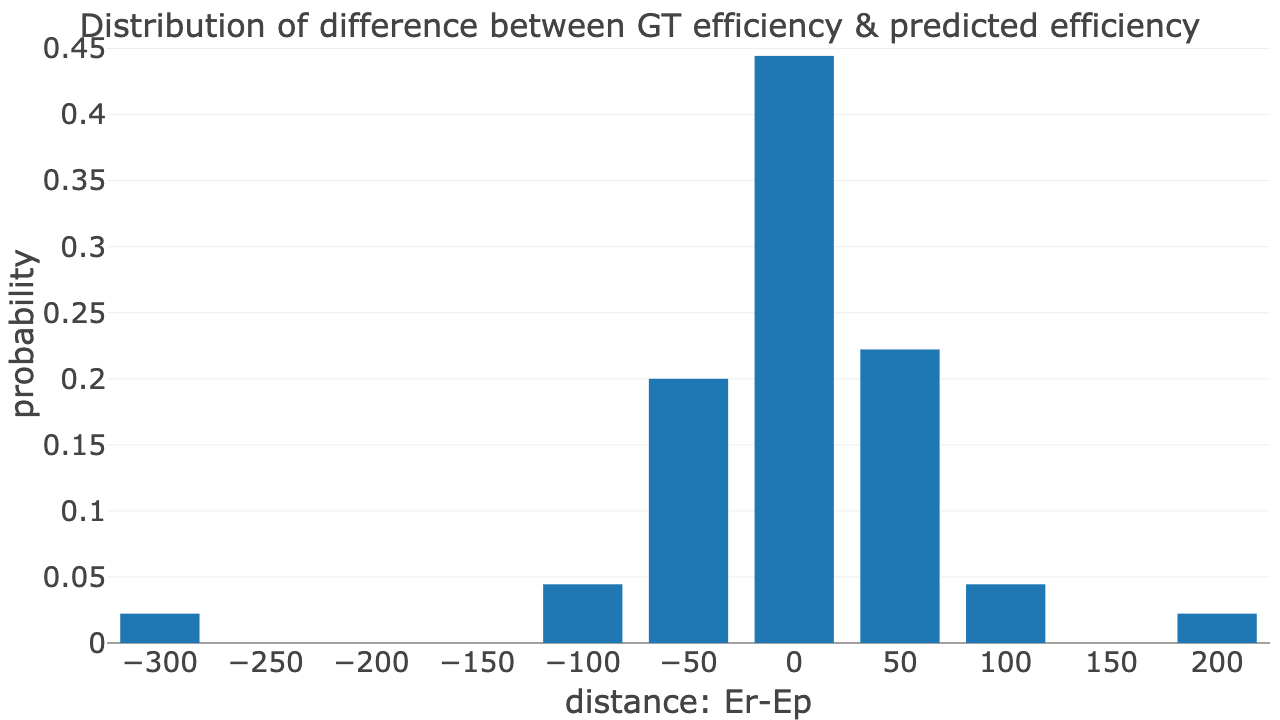 Distribution of difference between GT efficiency & predicted efficiency
0.45
0.4
0.35
0.3
0.25
0.2
0.15
0.1
0.05
0
probability
−300 −250 −200 −150 −100 −50 0 50 100 150 200
distance: Er-Ep